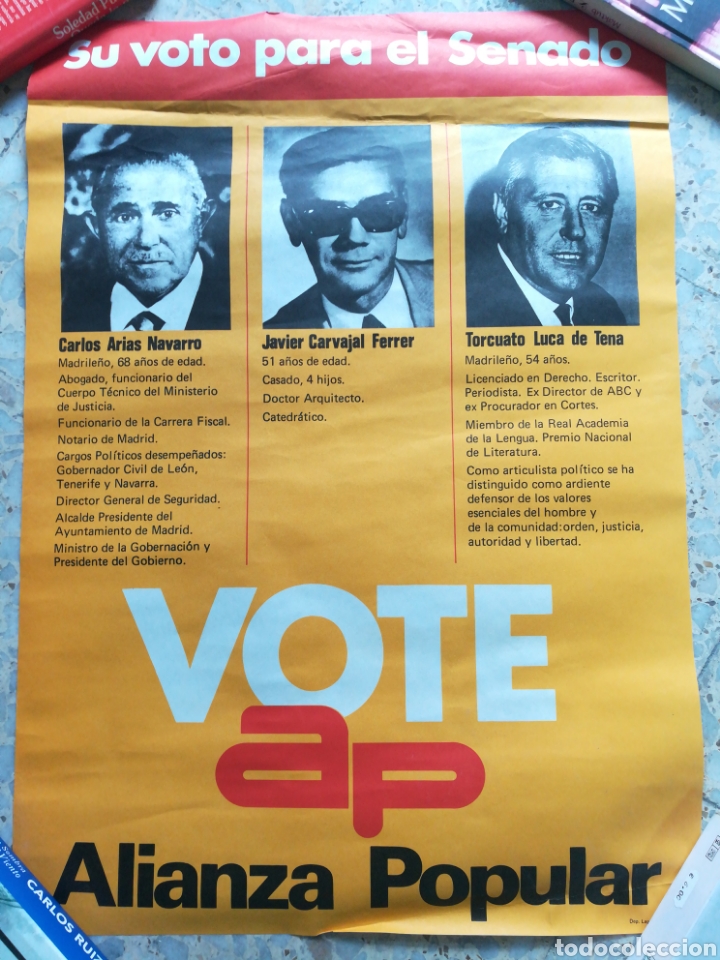 Soledad
Su voto para el Senado
Carlos Arias Navarro
Madrileño, 68 años de edad.
Abogado, funcionario del
Cuerpo Técnico del Ministerio
de Justicia.
Funcionario de la Carrera Fiscal.
Notario de Madrid.
Cargos Políticos desempeñados:
Gobernador Civil de León,
Tenerife y Navarra.
Director General de Seguridad.
Alcalde Presidente del
Ayuntamiento de Madrid.
Ministro de la Gobernación y
Presidente del Gobierno.
Javier Carvajal Ferrer
51 años de edad.
Casado, 4 hijos.
Doctor Arquitecto.
Catedrático.
Torcuato Luca de Tena
Madrileño, 54 años.
Licenciado en Derecho. Escritor.
Periodista. Ex Director de ABC y
ex Procurador en Cortes.
Miembro de la Real Academia
de la Lengua. Premio Nacional
de Literatura.
Como articulista político se ha
distinguido como ardiente
defensor de los valores
esenciales del hombre y
de la comunidad:orden, justicia,
autoridad y libertad.
VOTE
ap
Alianza Popular
Sombra
Viento
CARLOS RUIZ
todocoleccion